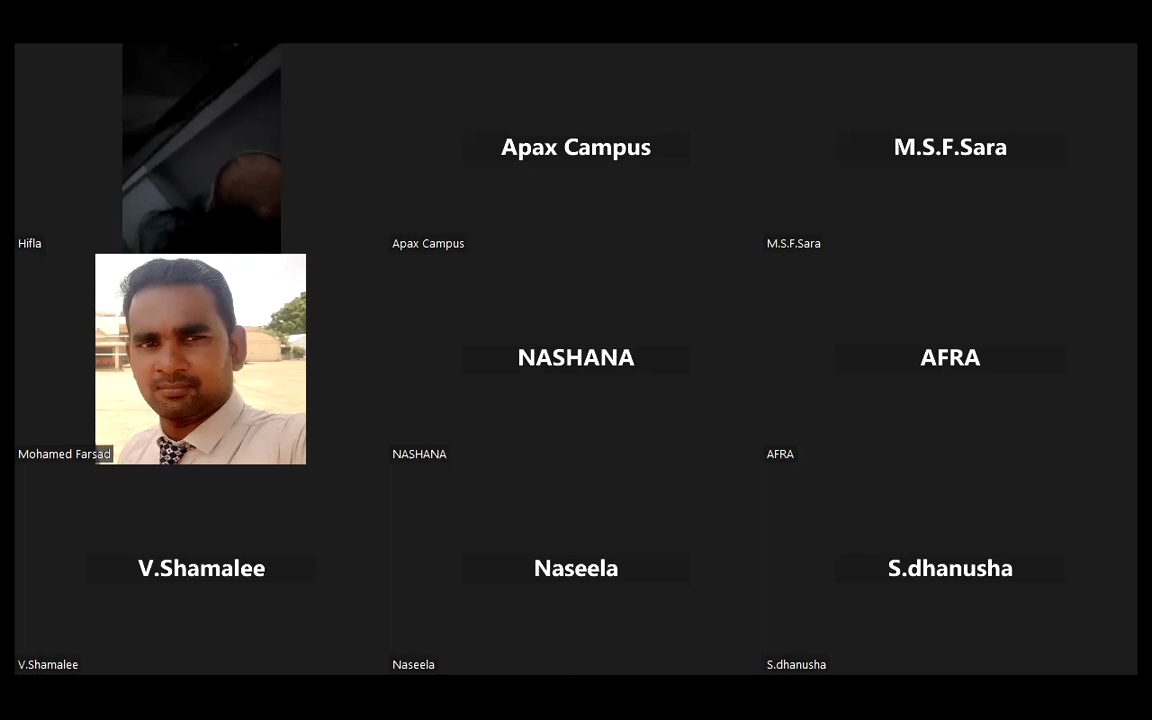 Apax Campus
M.S.F.Sara
Hifla
Apax Campus
M.S.F.Sara
NASHANA
AFRA
Mohamed Farsad
NASHANA
AFRA
V.Shamalee
Naseela
S.dhanusha
V.Shamalee
Naseela
S.dhanusha